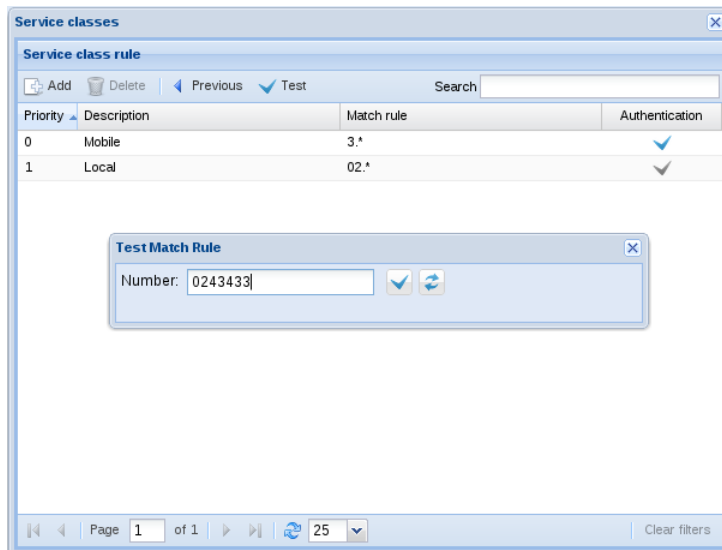 Service classes
Service class rule
Add Delete Previous Test Search
Priority Description Match rule Authentication
0 Mobile 3.*
1 Local 02.*
Test Match Rule
Number: 0243433
Page 1 of 1 25 Clear filters